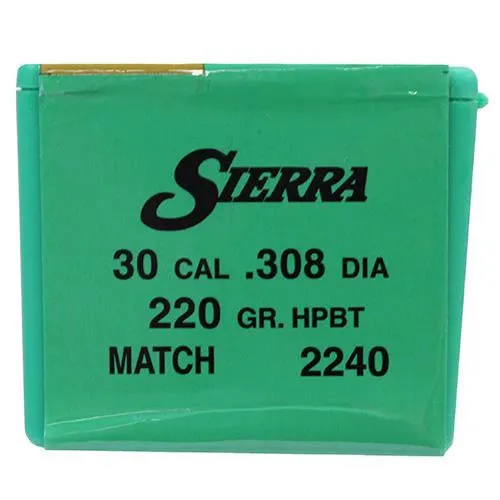 SIERRA
30 CAL .308 DIA
220 GR. HPBT
MATCH 2240